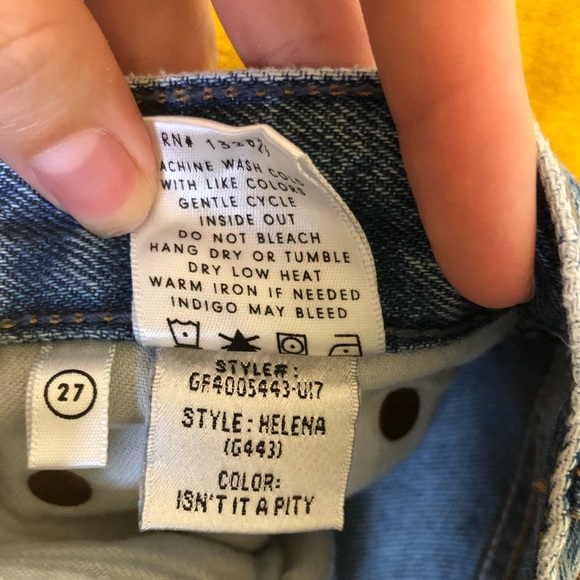 RN#
ACHINE WASH COLD
WITH LIKE COLORS
GENTLE CYCLE
INSIDE OUT
DO NOT BLEACH
HANG DRY OR TUMBLE
DRY LOW HEAT
WARM IRON IF NEEDED
INDIGO MAY BLEED
27
STYLE#:
GF4005443-U17
STYLE: HELENA
(G443)
COLOR:
ISN'T IT A PITY